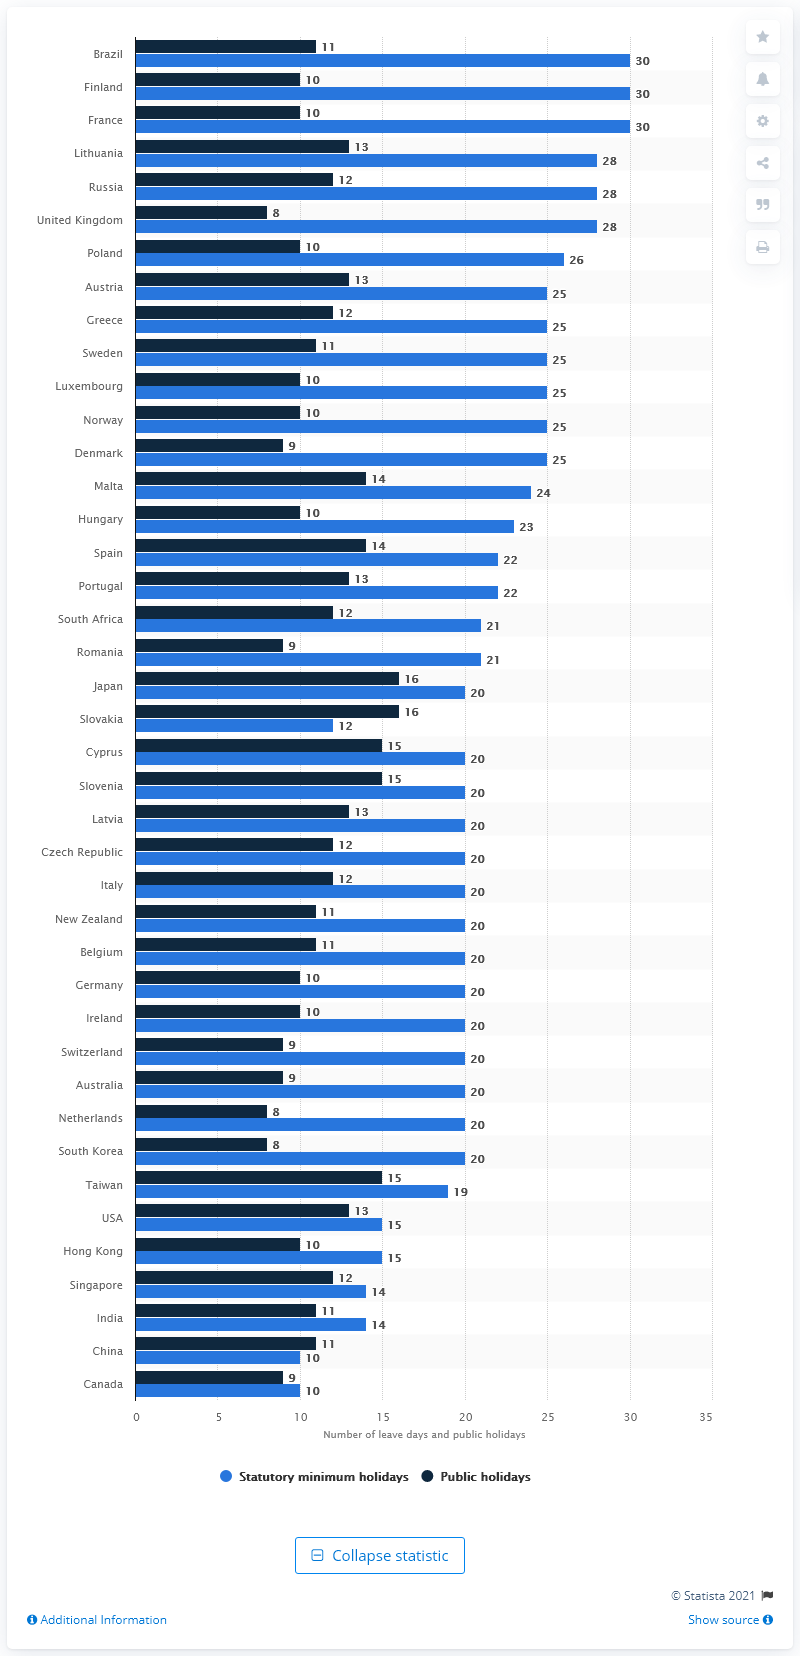 Brazil 11 30
Finland 10 30
France 10 30
Lithuania 13 28
Russia 12 28
United Kingdom 8 28
Poland 10 26
Austria 13 25
Greece 12 25
Sweden 11 25
Luxembourg 10 25
Norway 10 25
Denmark 9 25
Malta 14 24
Hungary 10 23
Spain 14 22
Portugal 13 22
South Africa 12 21
Romania 9 21
Japan 16 20
Slovakia 16 12
Cyprus 15 20
Slovenia 15 20
Latvia 13 20
Czech Republic 12 20
Italy 12 20
New Zealand 11 20
Belgium 11 20
Germany 10 20
Ireland 10 20
Switzerland 9 20
Australia 9 20
Netherlands 8 20
South Korea 8 20
Taiwan 15 19
USA 13 15
Hong Kong 10 15
Singapore 12 14
India 11 14
China 11 10
Canada 9 10
0 5 10 15 20 25 30 35
Number of leave days and public holidays
Statutory minimum holidays Public holidays
Collapse statistic
© Statista 2021
Additional Information Show source